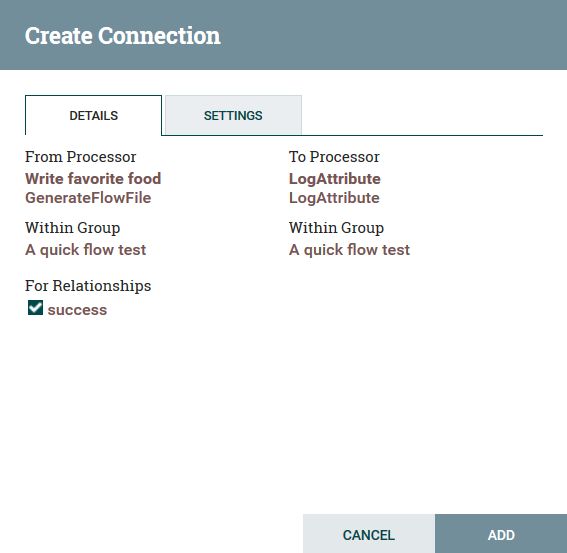 Create Connection
DETAILS
SETTINGS
From Processor
Write favorite food
GenerateFlowFile
To Processor
LogAttribute
LogAttribute
Within Group
A quick flow test
Within Group
A quick flow test
For Relationships
success
CANCEL
ADD